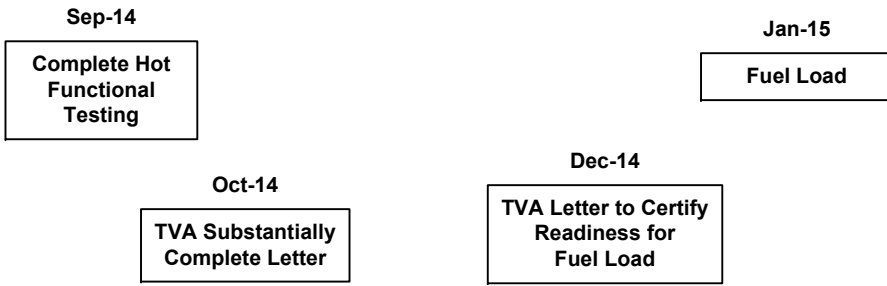 Sep-14
Complete Hot
Functional
Testing
Oct-14
TVA Substantially
Complete Letter
Dec-14
TVA Letter to Certify
Readiness for
Fuel Load
Jan-15
Fuel Load